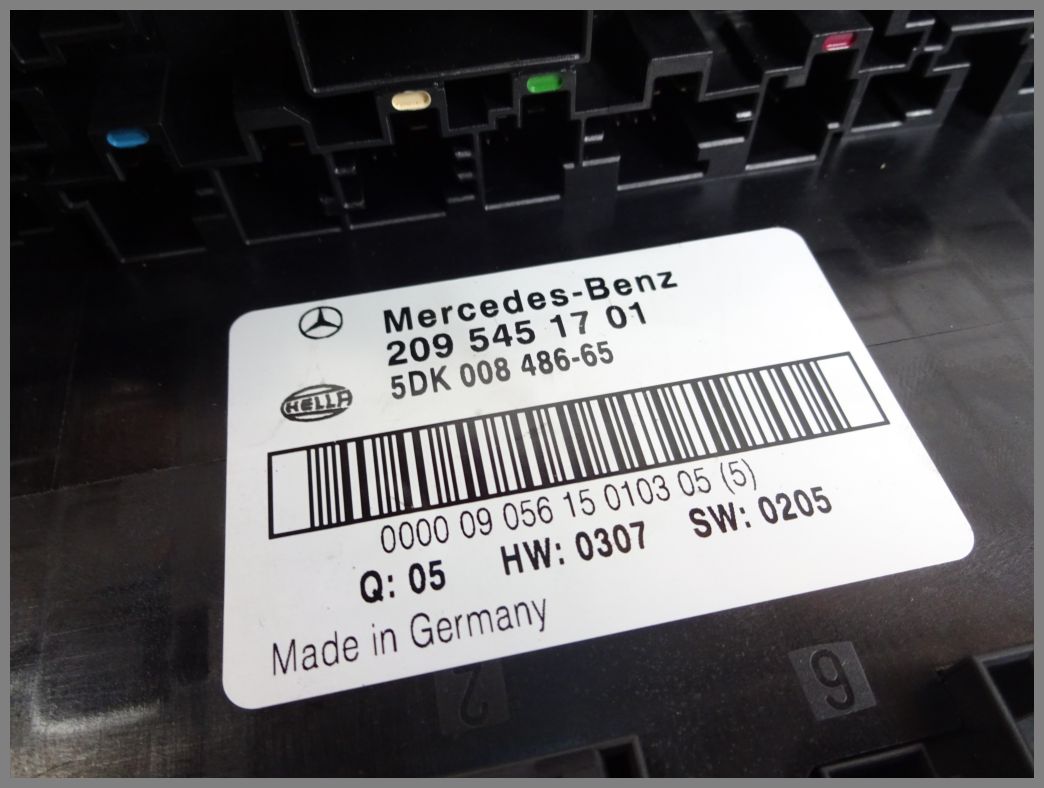 Mercedes-Benz
209 545 17 01
5DK 008 486-65
HELLA
0000 09 056 15 0103 05 (5)
Q: 05 HW: 0307 SW: 0205
Made in Germany
2 6